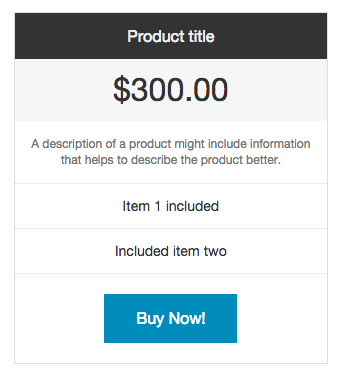 Product title
$300.00
A description of a product might include information
that helps to describe the product better.
Item 1 included
Included item two
Buy Now!